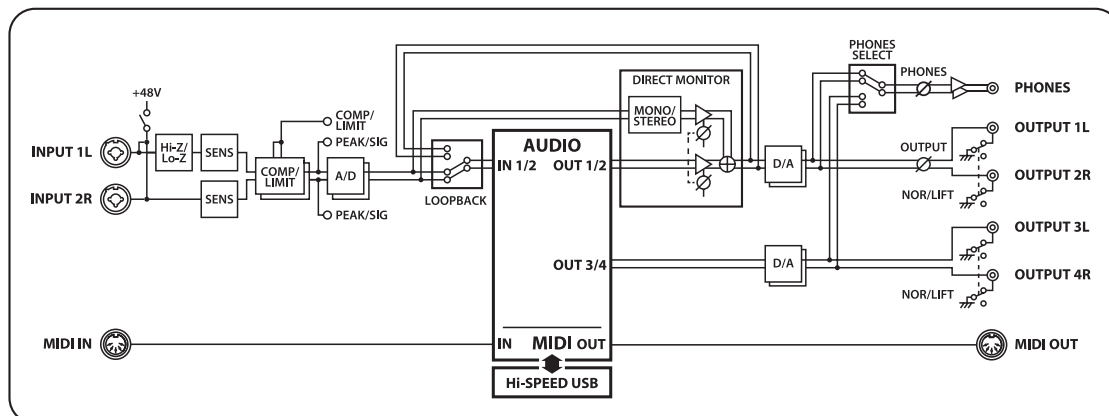 +48V
INPUT 1L
INPUT 2R
Hi-Z/
Lo-Z
SENS
SENS
COMP/
LIMIT
COMP/
LIMIT
PEAK/SIG
A/D
PEAK/SIG
LOOPBACK
AUDIO
IN 1/2
OUT 1/2
OUT 3/4
DIRECT MONITOR
MONO/
STEREO
D/A
D/A
PHONES
SELECT
PHONES
PHONES
OUTPUT
OUTPUT 1L
OUTPUT 2R
NOR/LIFT
OUTPUT 3L
OUTPUT 4R
NOR/LIFT
MIDI IN
IN
MIDI
OUT
MIDI OUT
Hi-SPEED USB